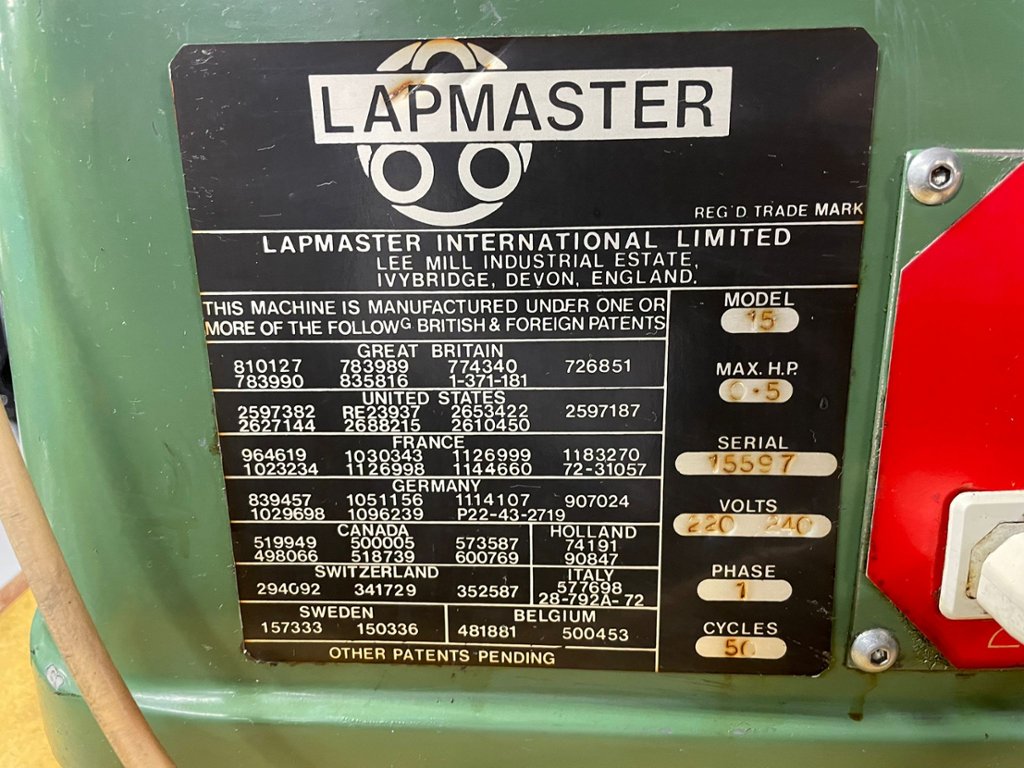 LAPMASTER
REG'D TRADE MARK
LAPMASTER INTERNATIONAL LIMITED
LEE MILL INDUSTRIAL ESTATE,
IVYBRIDGE, DEVON, ENGLAND.
THIS MACHINE IS MANUFACTURED UNDER ONE OR
MORE OF THE FOLLOWG BRITISH & FOREIGN PATENTS
GREAT BRITAIN
810127 783989 774340 726851
783990 835816 1-371-181
UNITED STATES
2597382 RE23937 2653422 2597187
2627144 2688215 2610450
FRANCE
964619 1030343 1126999 1183270
1023234 1126998 1144660 72-31057
GERMANY
839457 1051156 1114107 907024
1029698 1096239 P22-43-2719
CANADA
519949 500005 573587
498066 518739 600769
HOLLAND
74191
90847
SWITZERLAND
294092 341729 352587
ITALY
577698
28-792A-72
SWEDEN
157333 150336
BELGIUM
481881 500453
OTHER PATENTS PENDING
MODEL
15
MAX. H.P.
0·5
SERIAL
15597
VOLTS
220 240
PHASE
1
CYCLES
50